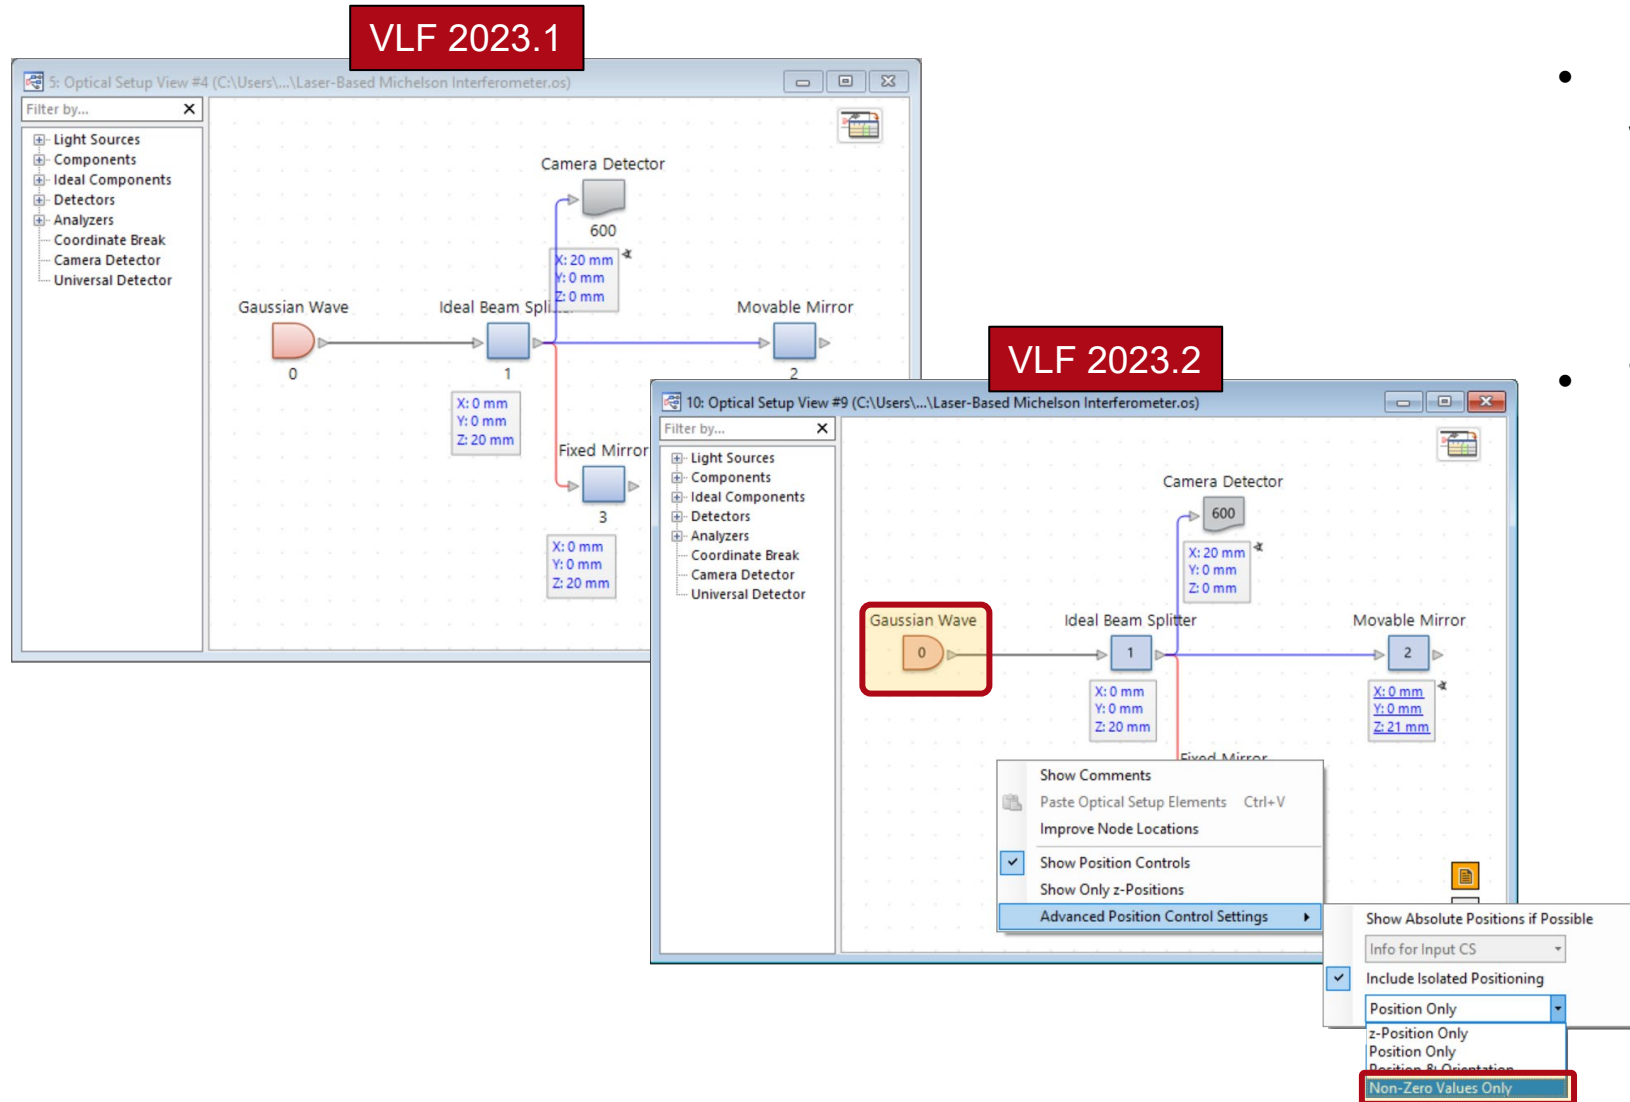 VLF 2023.1
5: Optical Setup View #4 (C:\Users\...\Laser-Based Michelson Interferometer.os)
Filter by...
Light Sources
Components
Ideal Components
Detectors
Analyzers
Coordinate Break
Camera Detector
Universal Detector
Camera Detector
600
X: 20 mm
Y: 0 mm
Z: 0 mm
Gaussian Wave
0
Ideal Beam
1
X: 0 mm
Y: 0 mm
Z: 20 mm
Movable Mirror
2
Fixed Mirror
3
X: 0 mm
Y: 0 mm
Z: 20 mm
VLF 2023.2
10: Optical Setup View #9 (C:\Users\...\Laser-Based Michelson Interferometer.os)
Filter by...
Light Sources
Components
Ideal Components
Detectors
Analyzers
Coordinate Break
Camera Detector
Universal Detector
Camera Detector
600
X: 20 mm
Y: 0 mm
Z: 0 mm
Gaussian Wave
0
Ideal Beam Splitter
1
X: 0 mm
Y: 0 mm
Z: 20 mm
Movable Mirror
2
X: 0 mm
Y: 0 mm
Z: 21 mm
Fixed Mirror
Show Comments
Paste Optical Setup Elements Ctrl+V
Improve Node Locations
Show Position Controls
Show Only z-Positions
Advanced Position Control Settings
Show Absolute Positions if Possible
Info for Input CS
Include Isolated Positioning
Position Only
z-Position Only
Position Only
Position & Orientation
Non-Zero Values Only